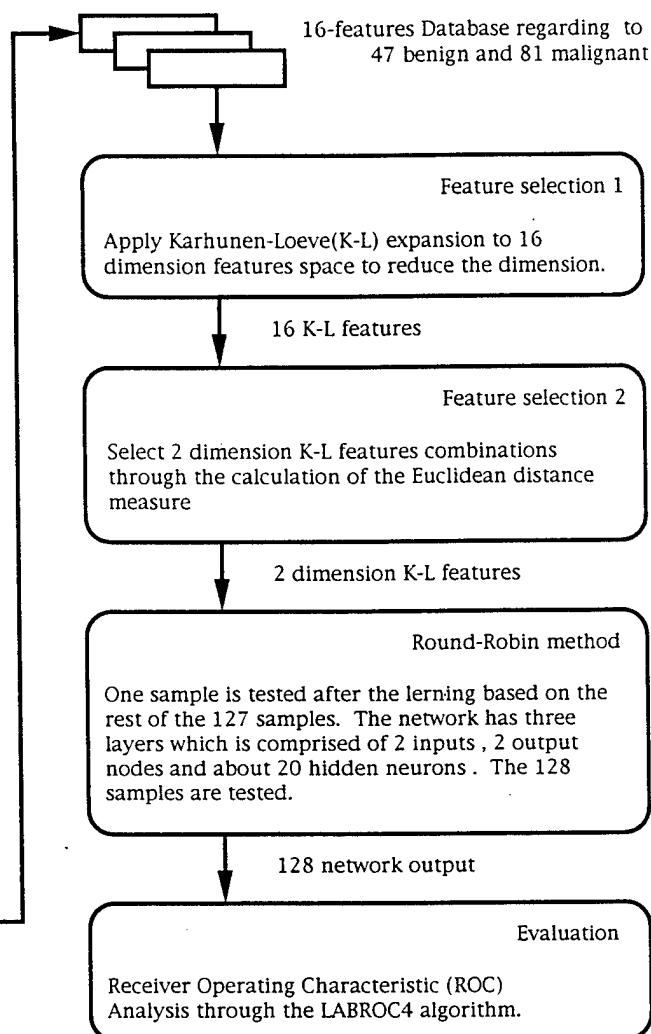 16-features Database regarding to
47 benign and 81 malignant
Feature selection 1
Apply Karhunen-Loeve(K-L) expansion to 16
dimension features space to reduce the dimension.
16 K-L features
Feature selection 2
Select 2 dimension K-L features combinations
through the calculation of the Euclidean distance
measure
2 dimension K-L features
Round-Robin method
One sample is tested after the lerning based on the
rest of the 127 samples. The network has three
layers which is comprised of 2 inputs , 2 output
nodes and about 20 hidden neurons . The 128
samples are tested.
128 network output
Evaluation
Receiver Operating Characteristic (ROC)
Analysis through the LABROC4 algorithm.